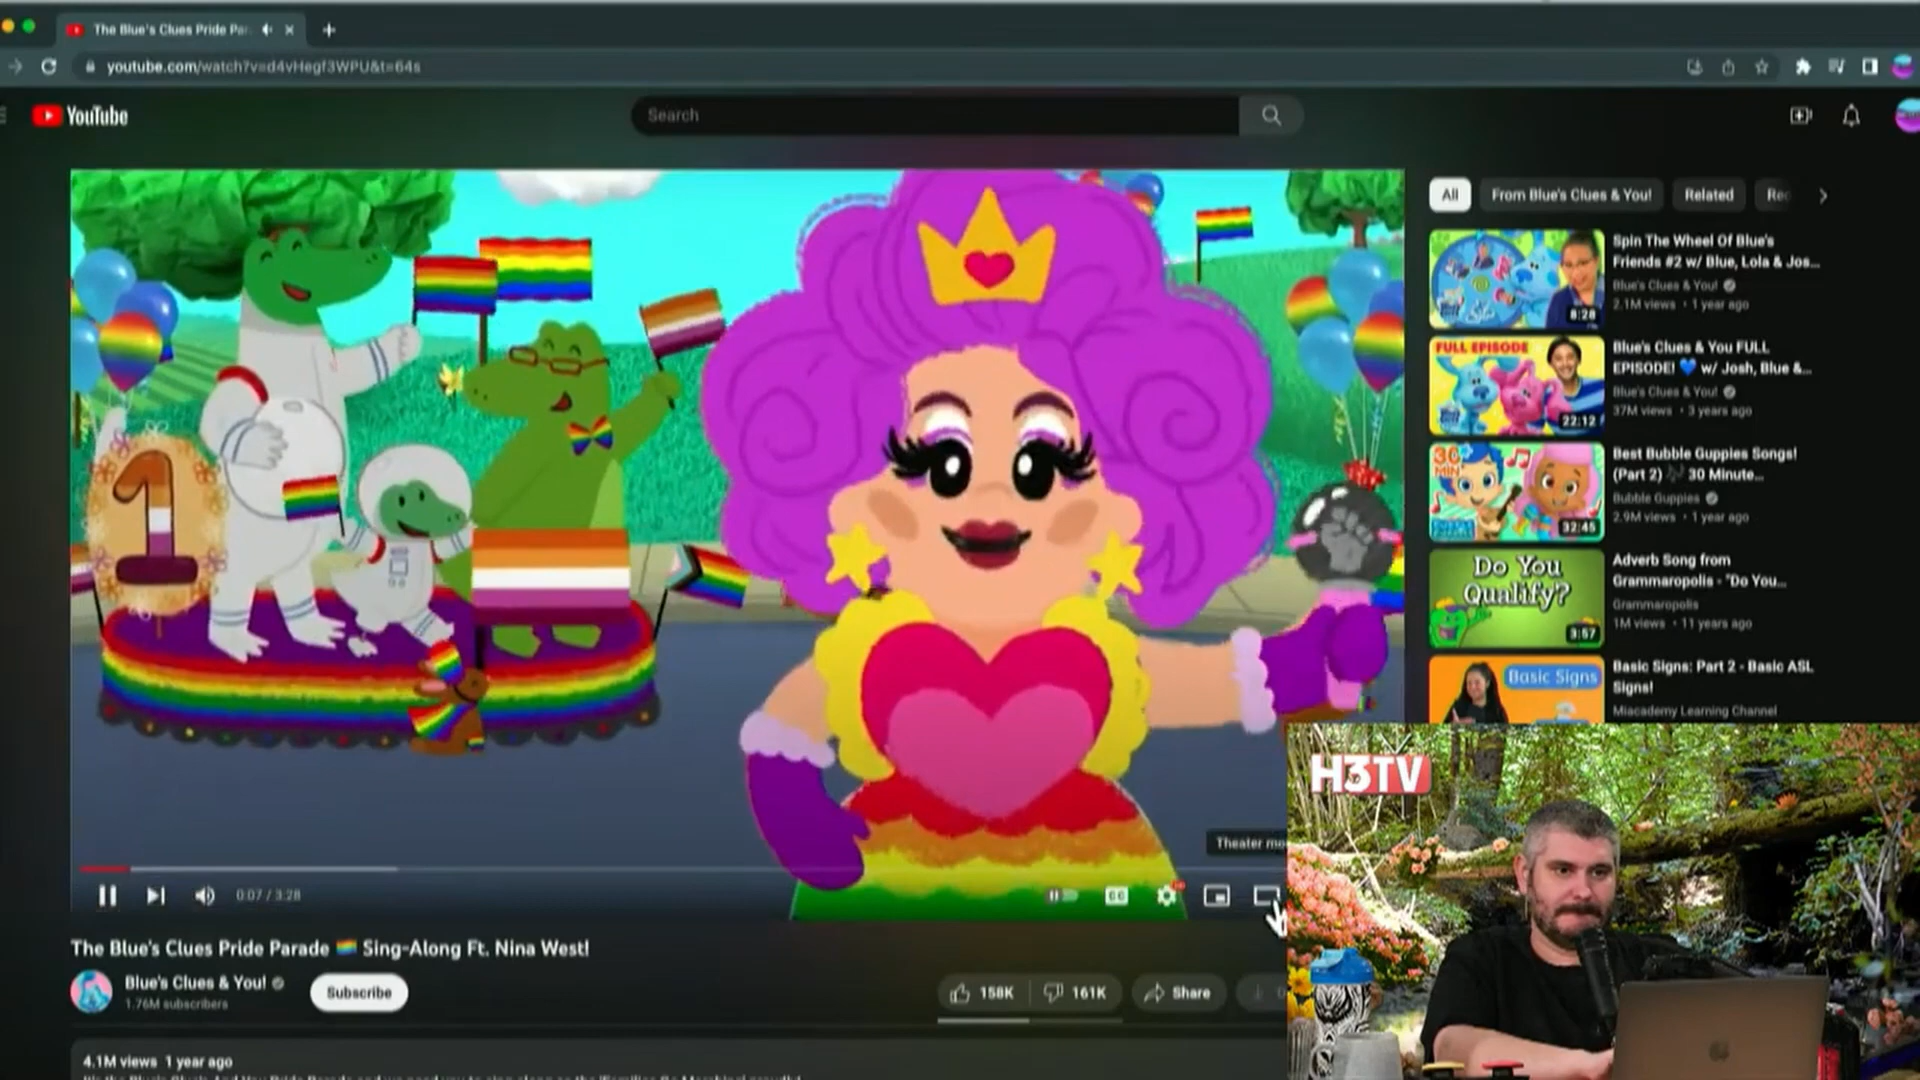 The Blue's Clues Pride Par
youtube.com/watch?v=d4vHegf3WPU&t=64s
YouTube
Search
All
From Blue's Clues & You!
Related
Rec
Spin The Wheel Of Blue's
Friends #2 w/ Blue, Lola & Jos...
Blue's Clues & You!
2.1M views • 1 year ago
8:28
FULL EPISODE
22:12
Blue's Clues & You FULL
EPISODE! 💙 w/ Josh, Blue &...
Blue's Clues & You!
37M views • 3 years ago
30
MIN
32:45
Best Bubble Guppies Songs!
(Part 2) 🎶 30 Minute...
Bubble Guppies
2.9M views • 1 year ago
Do You
Qualify?
3:57
Adverb Song from
Grammaropolis - "Do You...
Grammaropolis
1M views • 11 years ago
Basic Signs
Basic Signs: Part 2 - Basic ASL
Signs!
Miacademy Learning Channel
1
Theater mo
0:07 / 3:28
CC
H3TV
The Blue's Clues Pride Parade 🏳️‍🌈 Sing-Along Ft. Nina West!
Blue's Clues & You!
1.76M subscribers
Subscribe
158K
161K
Share
4.1M views 1 year ago